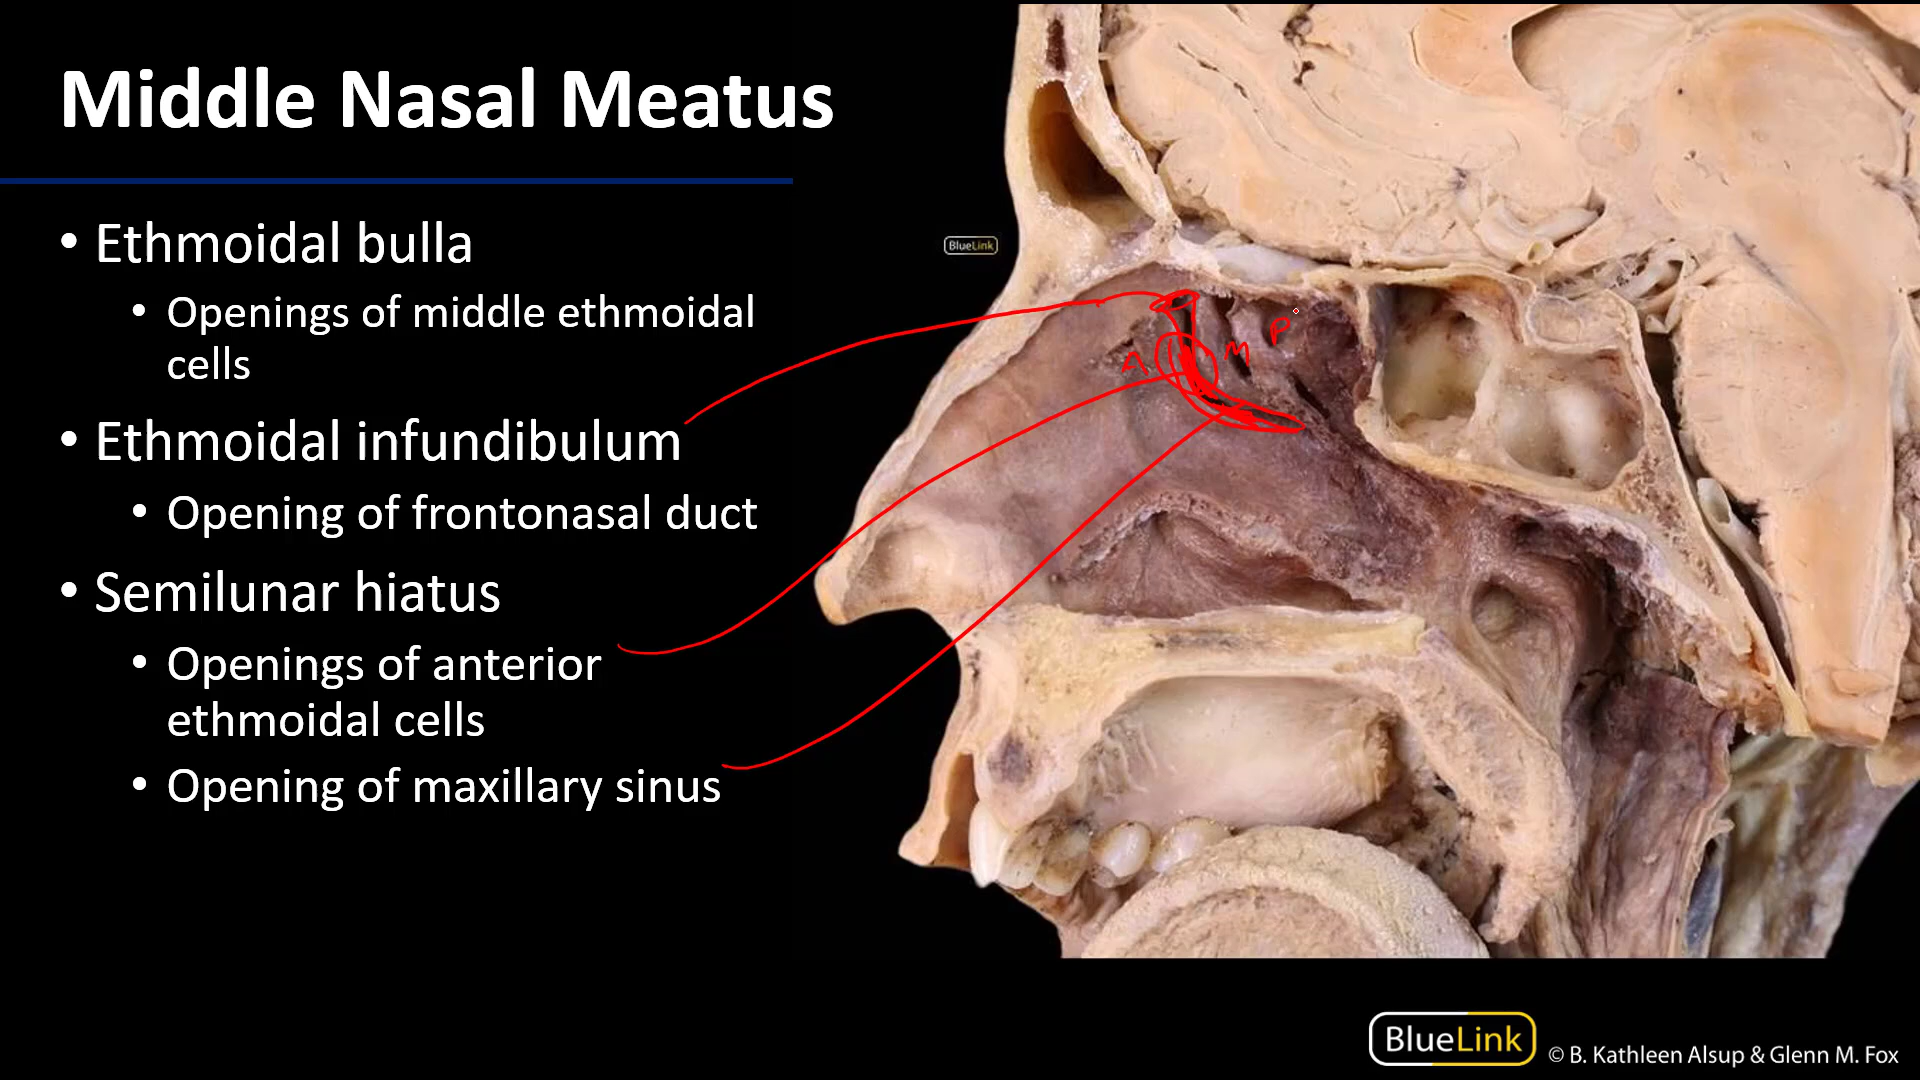 Middle Nasal Meatus
• Ethmoidal bulla
• Openings of middle ethmoidal
cells
• Ethmoidal infundibulum
• Opening of frontonasal duct
• Semilunar hiatus
• Openings of anterior
ethmoidal cells
• Opening of maxillary sinus
BlueLink
A M P
BlueLink
© B. Kathleen Alsup & Glenn M. Fox